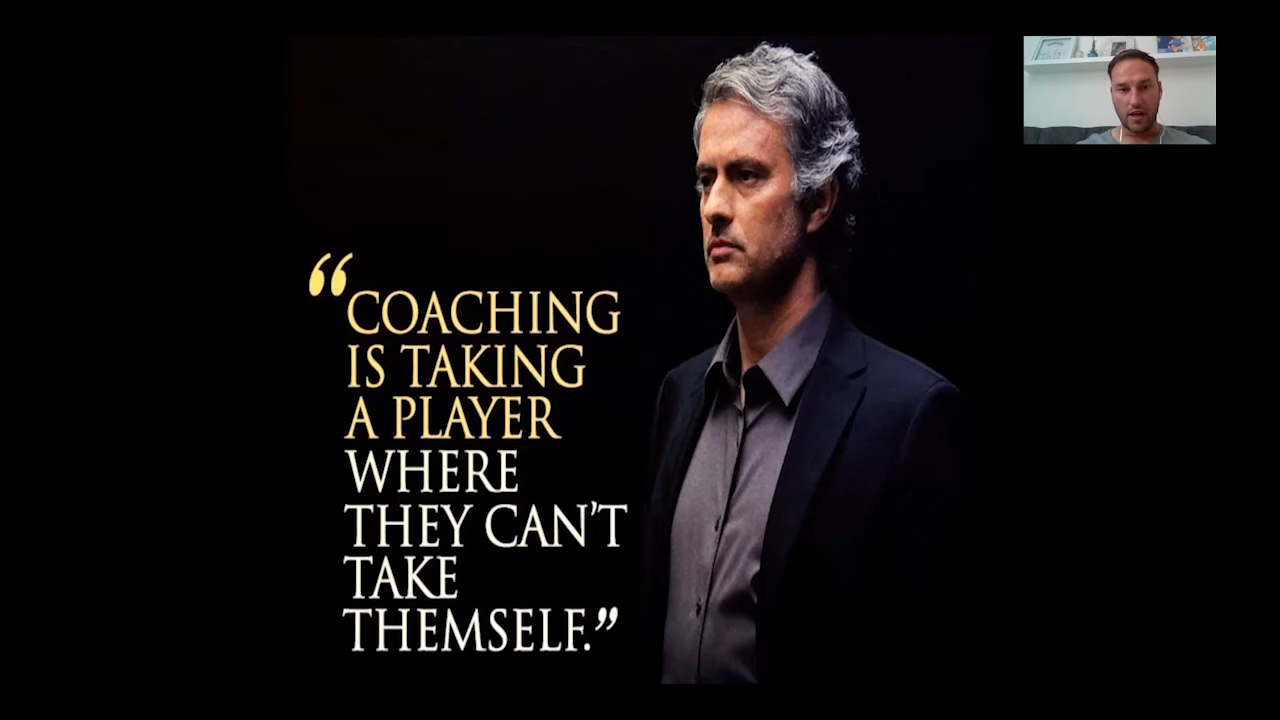 “COACHING
IS TAKING
A PLAYER
WHERE
THEY CAN’T
TAKE
THEMSELF.”